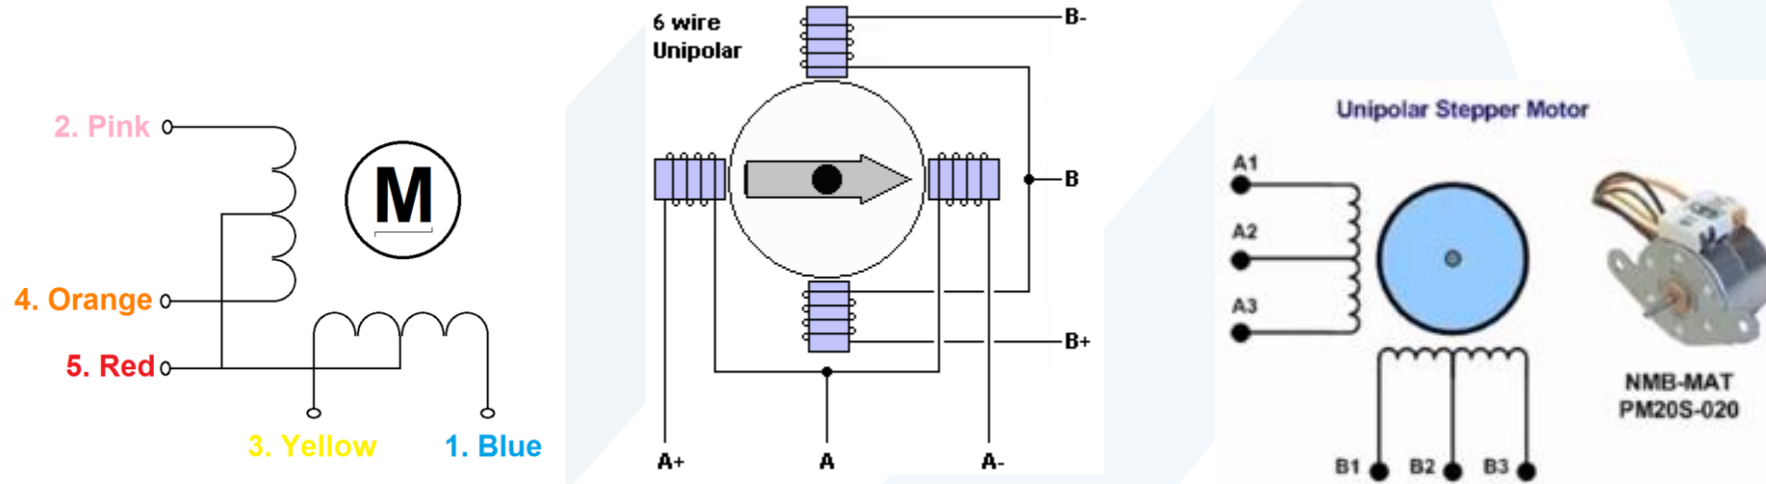 2. Pink
M
4. Orange
5. Red
3. Yellow
1. Blue
6 wire
Unipolar
B-
B
B+
A+
A
A-
Unipolar Stepper Motor
A1
A2
A3
NMB-MAT
PM20S-020
B1
B2
B3